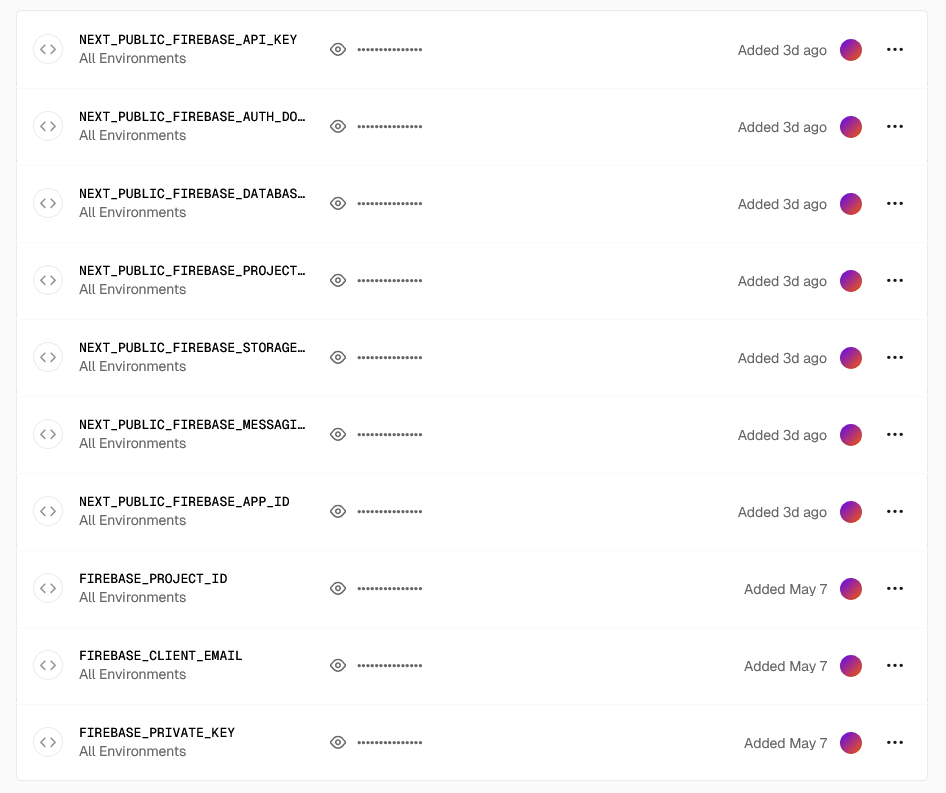 NEXT_PUBLIC_FIREBASE_API_KEY
All Environments
••••••••••••••• Added 3d ago
NEXT_PUBLIC_FIREBASE_AUTH_DO…
All Environments
••••••••••••••• Added 3d ago
NEXT_PUBLIC_FIREBASE_DATABAS…
All Environments
••••••••••••••• Added 3d ago
NEXT_PUBLIC_FIREBASE_PROJECT…
All Environments
••••••••••••••• Added 3d ago
NEXT_PUBLIC_FIREBASE_STORAGE…
All Environments
••••••••••••••• Added 3d ago
NEXT_PUBLIC_FIREBASE_MESSAGI…
All Environments
••••••••••••••• Added 3d ago
NEXT_PUBLIC_FIREBASE_APP_ID
All Environments
••••••••••••••• Added 3d ago
FIREBASE_PROJECT_ID
All Environments
••••••••••••••• Added May 7
FIREBASE_CLIENT_EMAIL
All Environments
••••••••••••••• Added May 7
FIREBASE_PRIVATE_KEY
All Environments
••••••••••••••• Added May 7